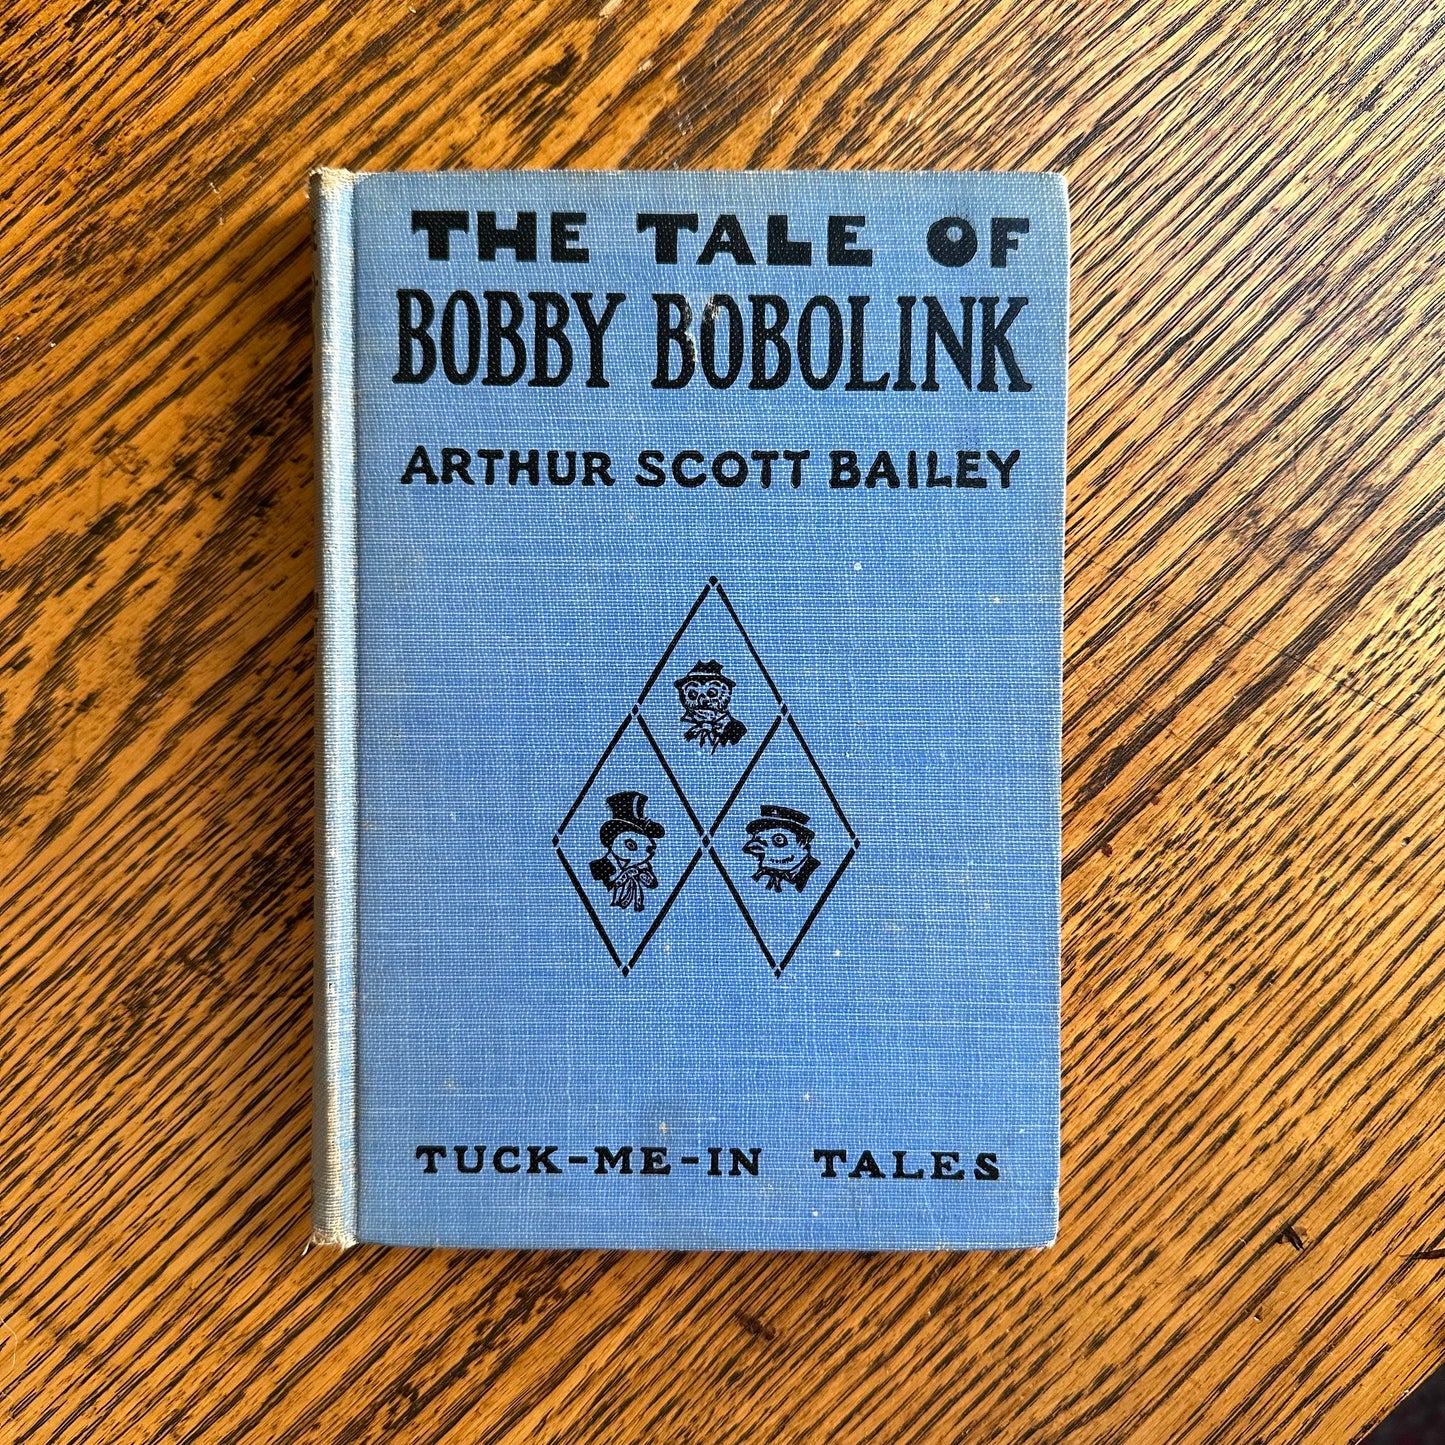 THE TALE OF
BOBBY BOBOLINK
ARTHUR SCOTT BAILEY
TUCK-ME-IN TALES